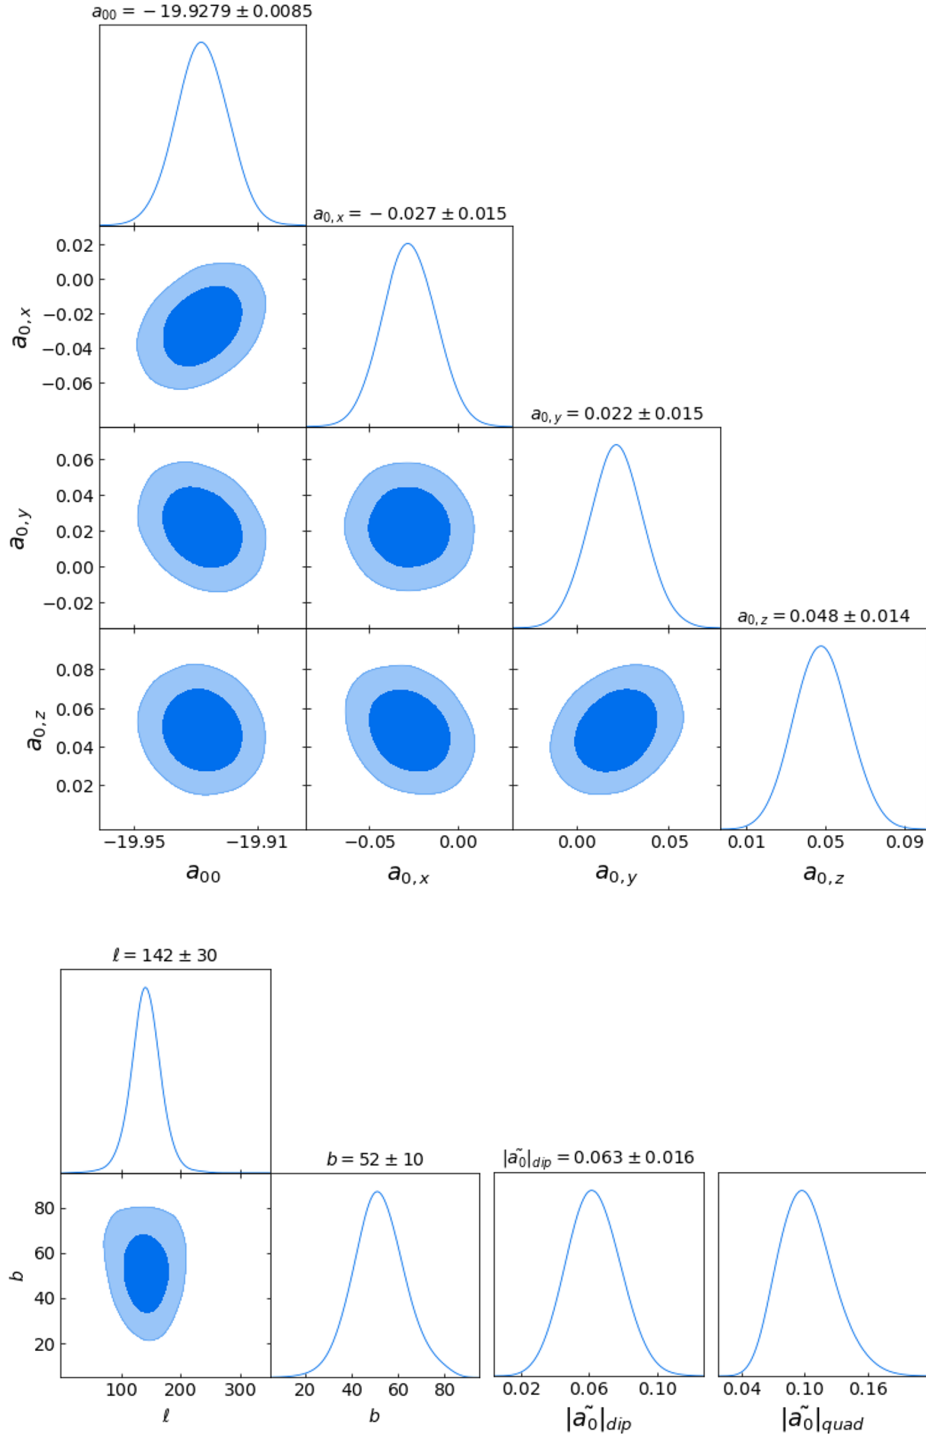 a₀₀ = −19.9279 ± 0.0085
a₀,ₓ = −0.027 ± 0.015
0.02
0.00
−0.02
−0.04
−0.06
a₀,ₓ
a₀,y = 0.022 ± 0.015
0.06
0.04
0.02
0.00
−0.02
a₀,y
a₀,z = 0.048 ± 0.014
0.08
0.06
0.04
0.02
a₀,z
−19.95 −19.91 −0.05 0.00 0.00 0.05 0.01 0.05 0.09
a₀₀ a₀,ₓ a₀,y a₀,z
ℓ = 142 ± 30
b = 52 ± 10 |ã₀|dip = 0.063 ± 0.016
80
60
40
20
b
100 200 300 20 40 60 80 0.02 0.06 0.10 0.04 0.10 0.16
ℓ b |ã₀|dip |ã₀|quad